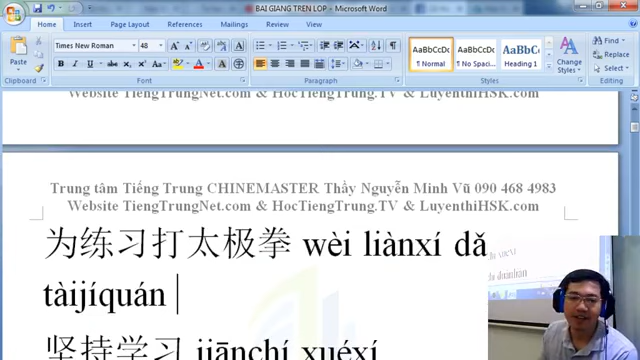 BAI GIANG TREN LOP - Microsoft Word
Home Insert Page Layout References Mailings Review View
Paste
Clipboard
Times New Roman 48
Font
Paragraph
AaBbCcDc AaBbCcDc AaBbCc
¶ Normal ¶ No Spaci... Heading 1
Change Styles
Styles
Find
Replace
Select
Editing
Website TiengTrungNet.com & HocTiengTrung.TV & LuyenthiHSK.com
Trung tâm Tiếng Trung CHINEMASTER Thầy Nguyễn Minh Vũ 090 468 4983
Website TiengTrungNet.com & HocTiengTrung.TV & LuyenthiHSK.com
为练习打太极拳 wèi liànxí dǎ
tàijíquán
坚持学习 jiānchí xuéxí